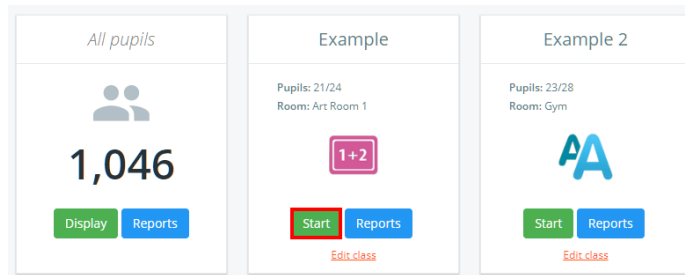 All pupils
1,046
Display Reports
Example
Pupils: 21/24
Room: Art Room 1
1+2
Start Reports
Edit class
Example 2
Pupils: 23/28
Room: Gym
AA
Start Reports
Edit class